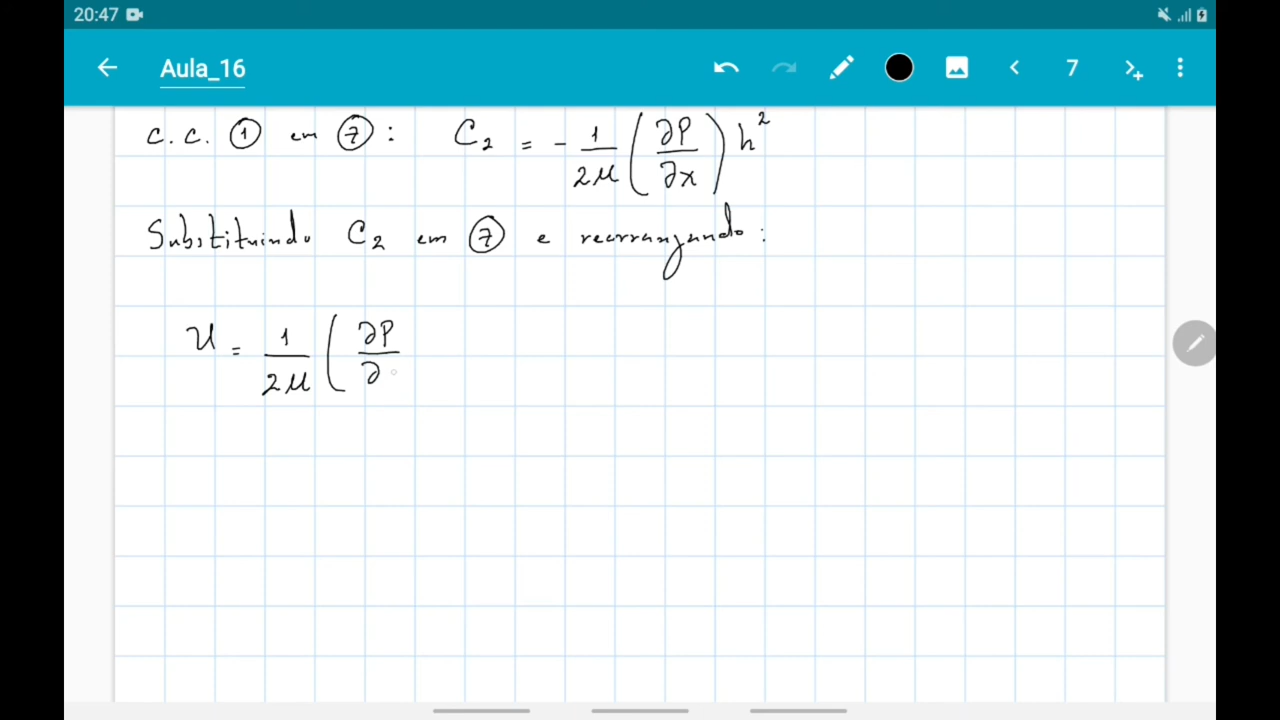 20:47
Aula_16
7
C.C. ① em ⑦: C₂ = - 1/2μ (∂P/∂x) h²
Substituindo C₂ em ⑦ e rearranjando:
u = 1/2μ (∂P/∂